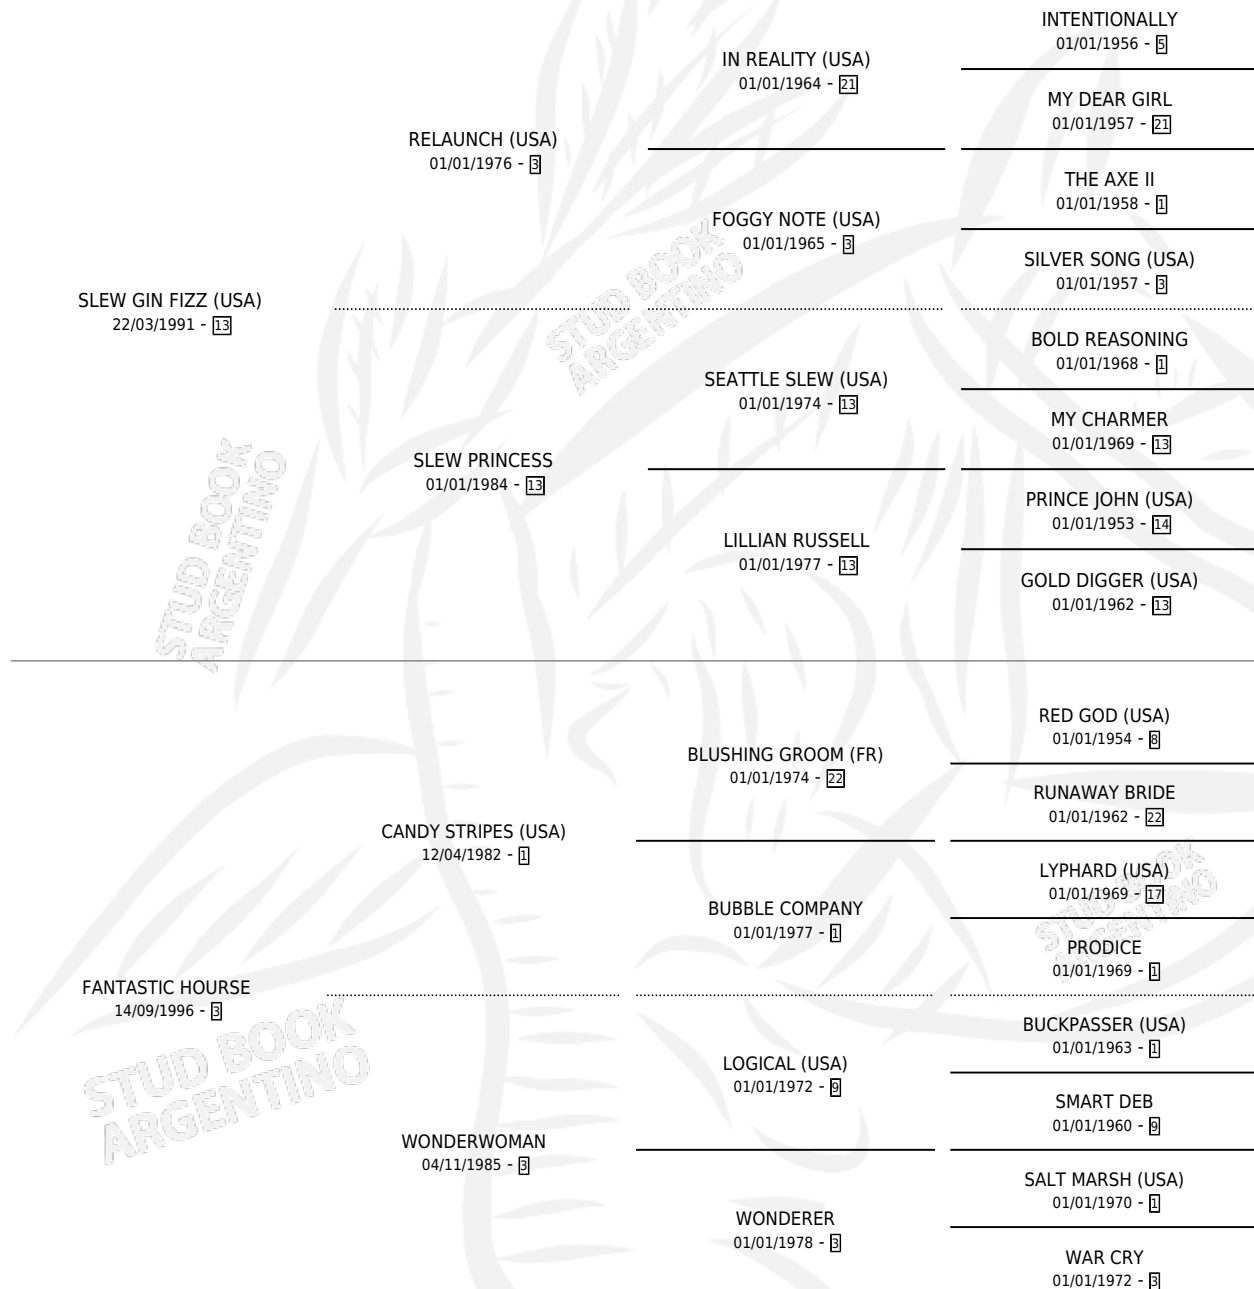 INTENTIONALLY
01/01/1956 - 5
IN REALITY (USA)
01/01/1964 - 21
MY DEAR GIRL
01/01/1957 - 21
RELAUNCH (USA)
01/01/1976 - 3
THE AXE II
01/01/1958 - 1
FOGGY NOTE (USA)
01/01/1965 - 3
SILVER SONG (USA)
01/01/1957 - 3
SLEW GIN FIZZ (USA)
22/03/1991 - 13
STUD BOOK
ARGENTINO
BOLD REASONING
01/01/1968 - 1
SEATTLE SLEW (USA)
01/01/1974 - 13
MY CHARMER
01/01/1969 - 13
SLEW PRINCESS
01/01/1984 - 13
PRINCE JOHN (USA)
01/01/1953 - 14
LILLIAN RUSSELL
01/01/1977 - 13
GOLD DIGGER (USA)
01/01/1962 - 13
STUD BOOK
ARGENTINO
RED GOD (USA)
01/01/1954 - 8
BLUSHING GROOM (FR)
01/01/1974 - 22
RUNAWAY BRIDE
01/01/1962 - 22
CANDY STRIPES (USA)
12/04/1982 - 1
LYPHARD (USA)
01/01/1969 - 17
BUBBLE COMPANY
01/01/1977 - 1
PRODICE
01/01/1969 - 1
STUD BOOK
ARGENTINO
FANTASTIC HOURSE
14/09/1996 - 3
STUD BOOK
ARGENTINO
BUCKPASSER (USA)
01/01/1963 - 1
LOGICAL (USA)
01/01/1972 - 9
SMART DEB
01/01/1960 - 9
WONDERWOMAN
04/11/1985 - 3
SALT MARSH (USA)
01/01/1970 - 1
WONDERER
01/01/1978 - 3
WAR CRY
01/01/1972 - 3